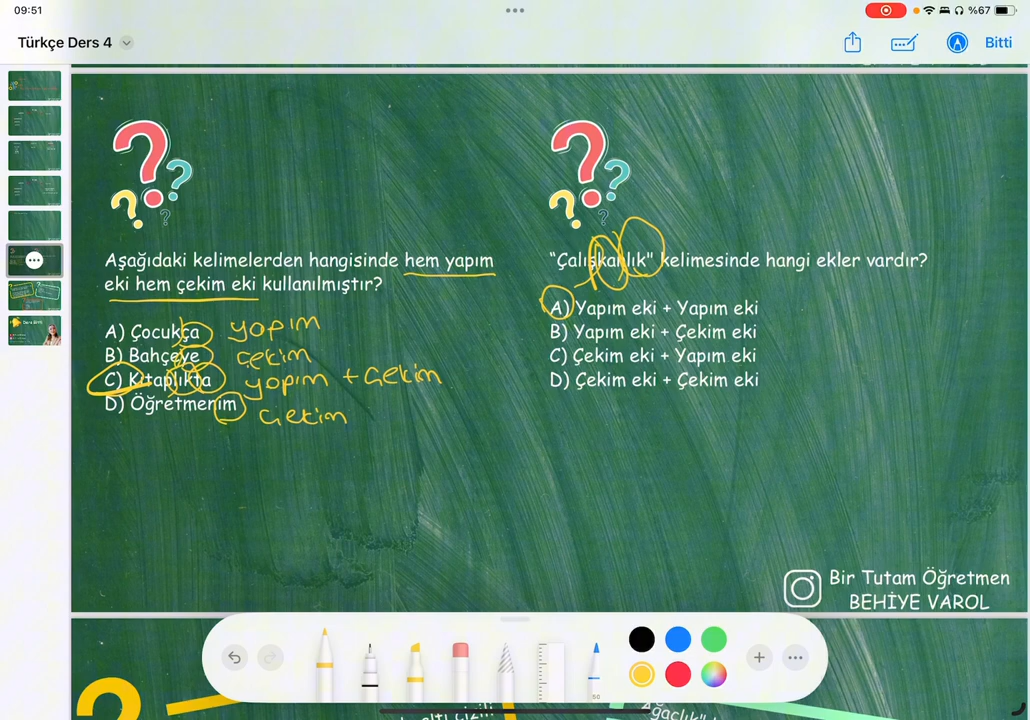 09:51
%67
Türkçe Ders 4
Bitti
Aşağıdaki kelimelerden hangisinde hem yapım
eki hem çekim eki kullanılmıştır?
A) Çocukça yapım
B) Bahçeye çekim
C) Kitaplıkta yapım + çekim
D) Öğretmenim çekim
"Çalışkanlık" kelimesinde hangi ekler vardır?
A) Yapım eki + Yapım eki
B) Yapım eki + Çekim eki
C) Çekim eki + Yapım eki
D) Çekim eki + Çekim eki
Bir Tutam Öğretmen
BEHİYE VAROL
50